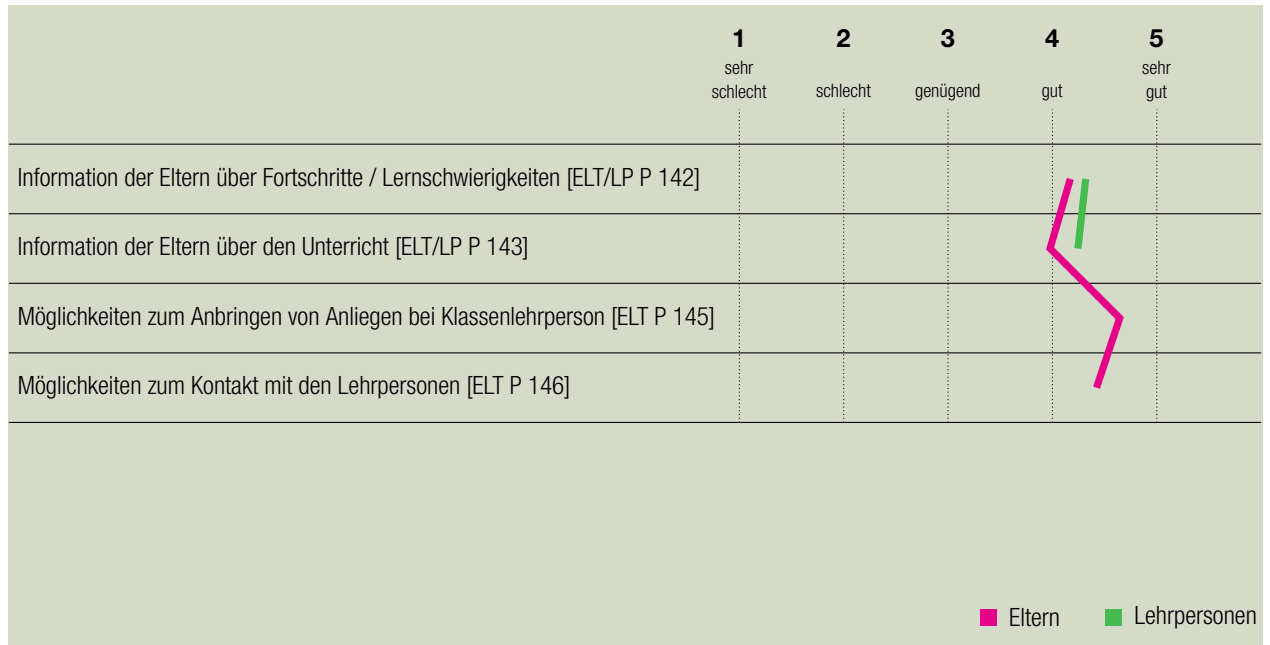 1 2 3 4 5
sehr schlecht schlecht genügend gut sehr gut
Information der Eltern über Fortschritte / Lernschwierigkeiten [ELT/LP P 142]
Information der Eltern über den Unterricht [ELT/LP P 143]
Möglichkeiten zum Anbringen von Anliegen bei Klassenlehrperson [ELT P 145]
Möglichkeiten zum Kontakt mit den Lehrpersonen [ELT P 146]
Eltern Lehrpersonen